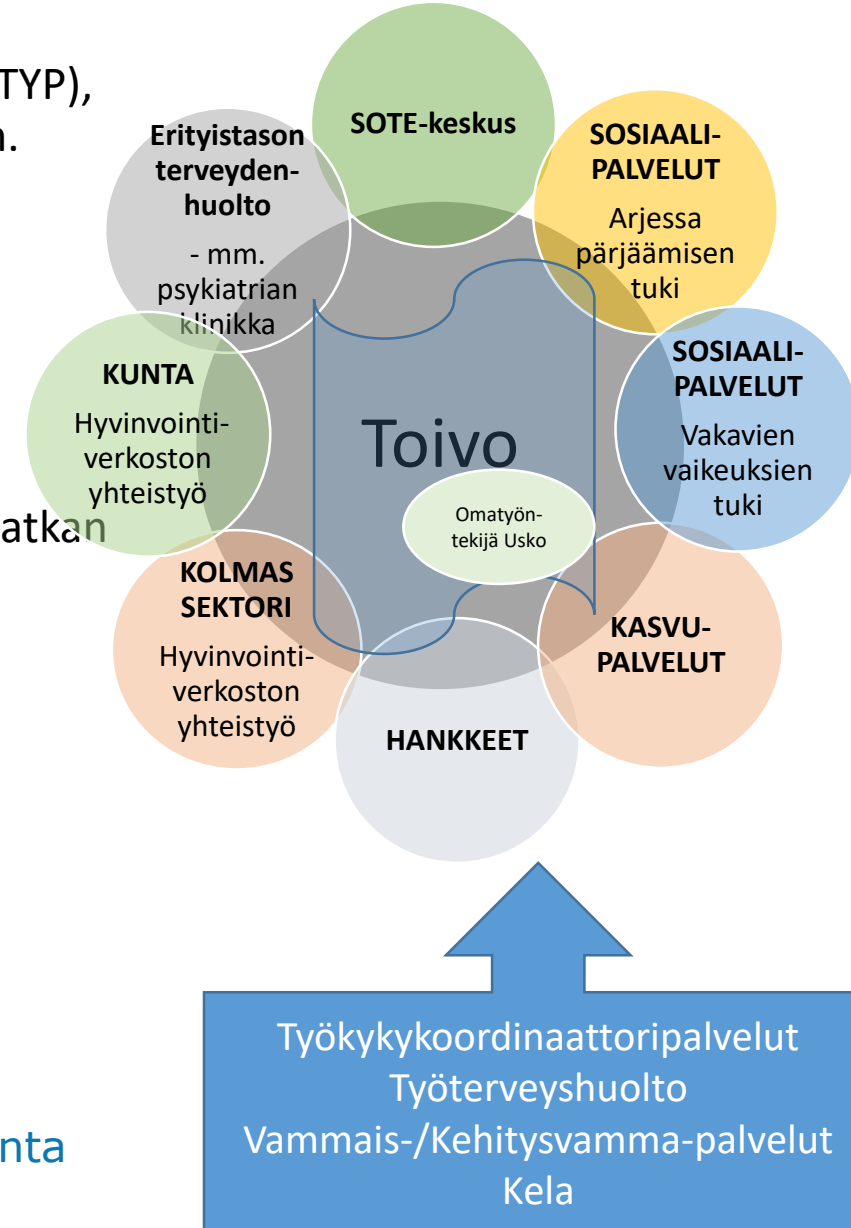 TYP),
n.
SOTE-keskus
Erityistason
terveyden-
huolto
- mm.
psykiatrian
klinikka
SOSIAALI-
PALVELUT
Arjessa
pärjäämisen
tuki
KUNTA
Hyvinvointi-
verkoston
yhteistyö
SOSIAALI-
PALVELUT
Vakavien
vaikeuksien
tuki
Toivo
Omatyön-
tekijä Usko
atkan
KOLMAS
SEKTORI
Hyvinvointi-
verkoston
yhteistyö
KASVU-
PALVELUT
HANKKEET
Työkykykoordinaattoripalvelut
Työterveyshuolto
Vammais-/Kehitysvamma-palvelut
Kela
nta